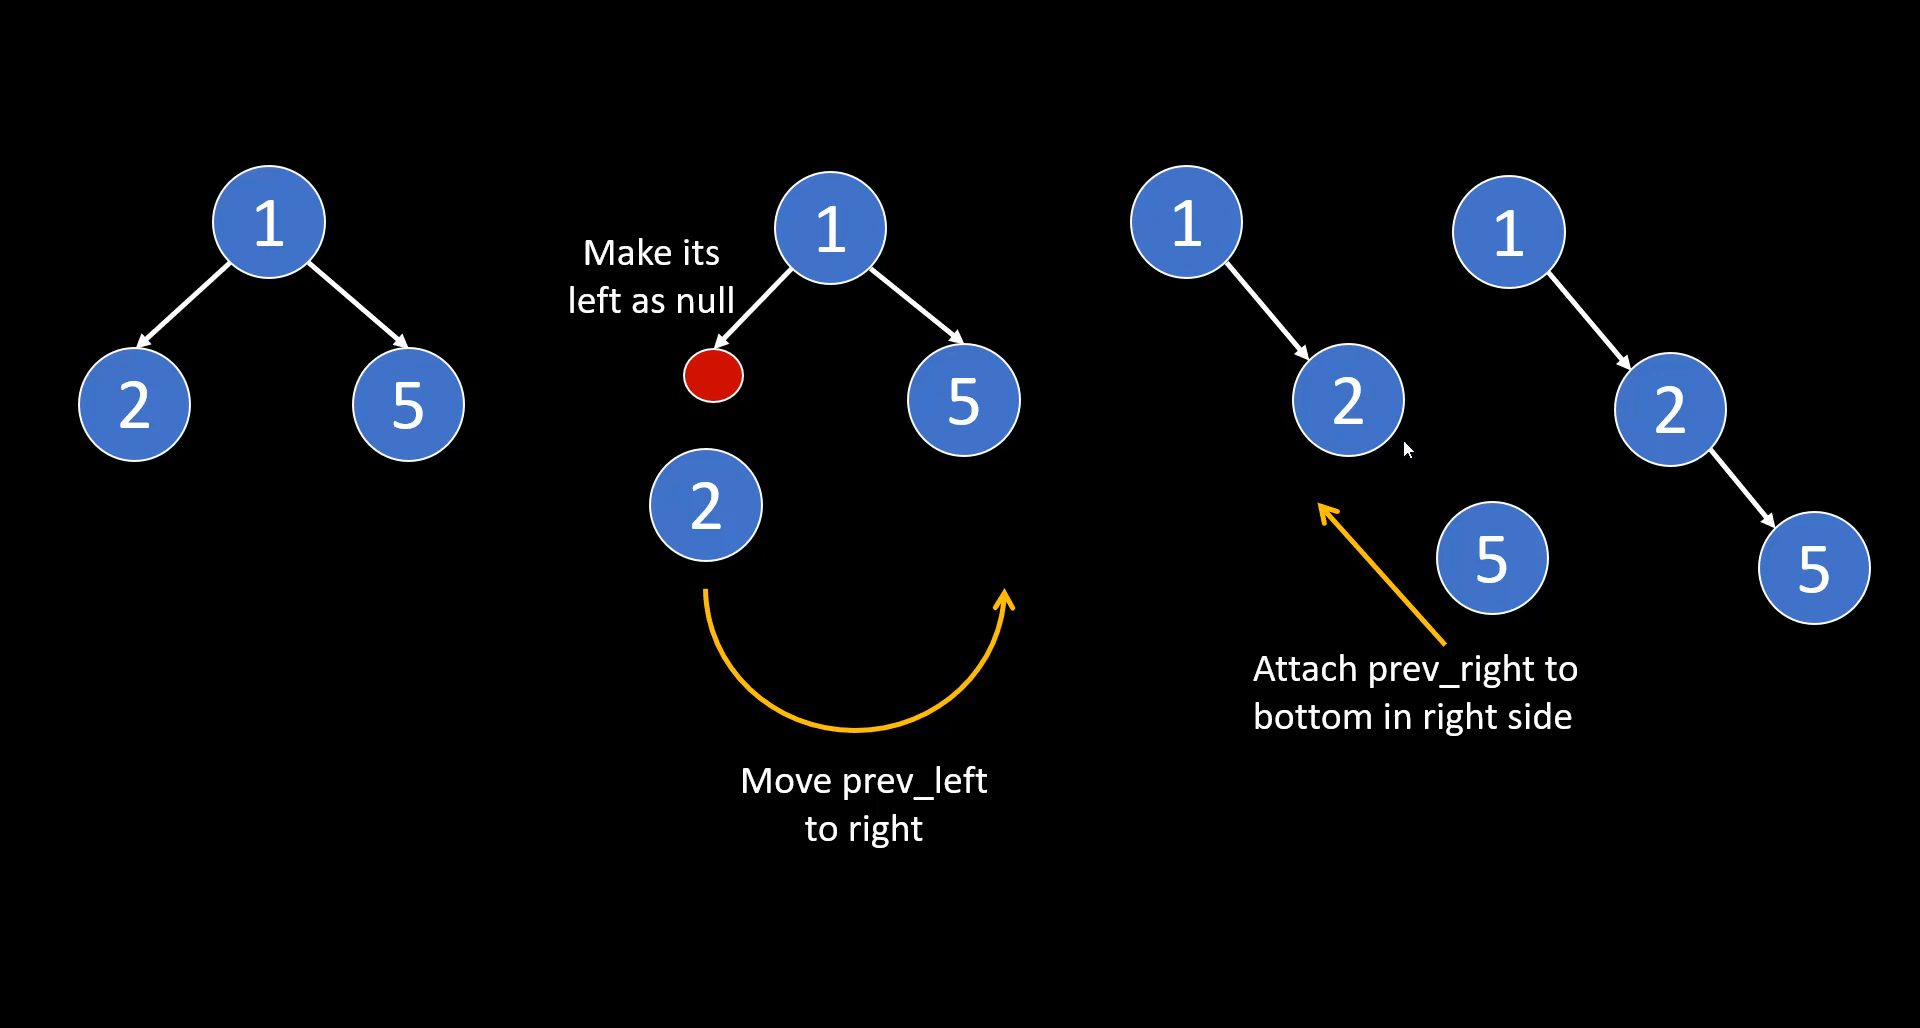 1
2
5
Make its
left as null
1
5
2
Move prev_left
to right
1
2
5
Attach prev_right to
bottom in right side
1
2
5